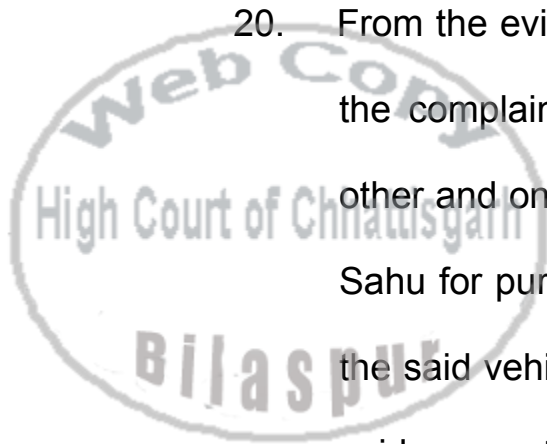 20. From the evi
the complair
other and on
Sahu for pur
the said vehi
Web Copy
High Court of Chhattisgarh
Bilaspur